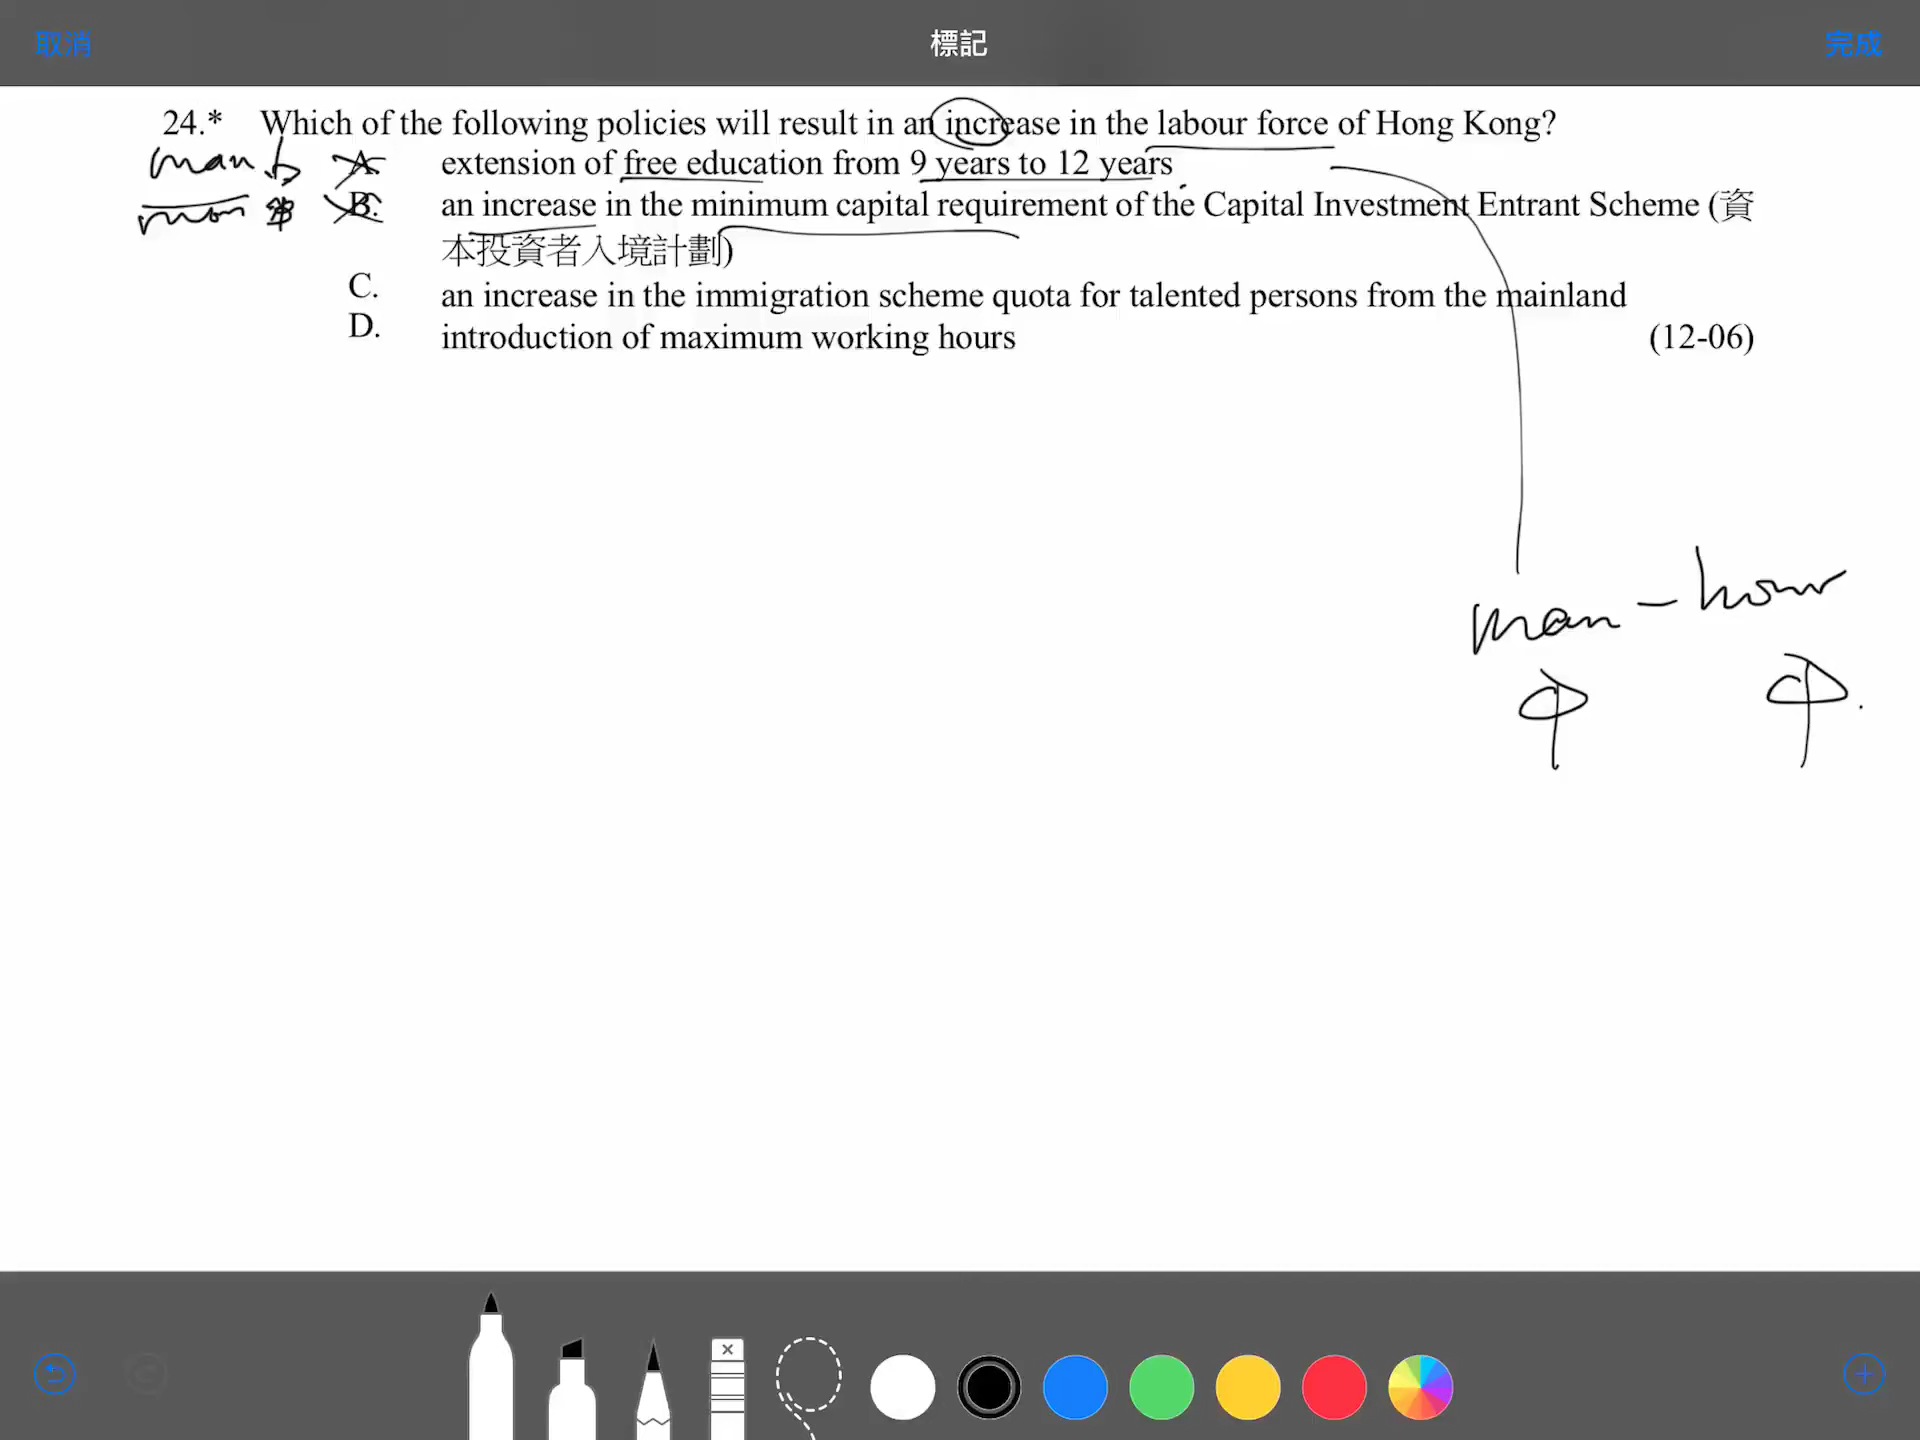 取消 標記 完成
24.* Which of the following policies will result in an increase in the labour force of Hong Kong?
man
A. extension of free education from 9 years to 12 years
man
B. an increase in the minimum capital requirement of the Capital Investment Entrant Scheme (資
本投資者入境計劃)
C. an increase in the immigration scheme quota for talented persons from the mainland
D. introduction of maximum working hours (12-06)
man - hour